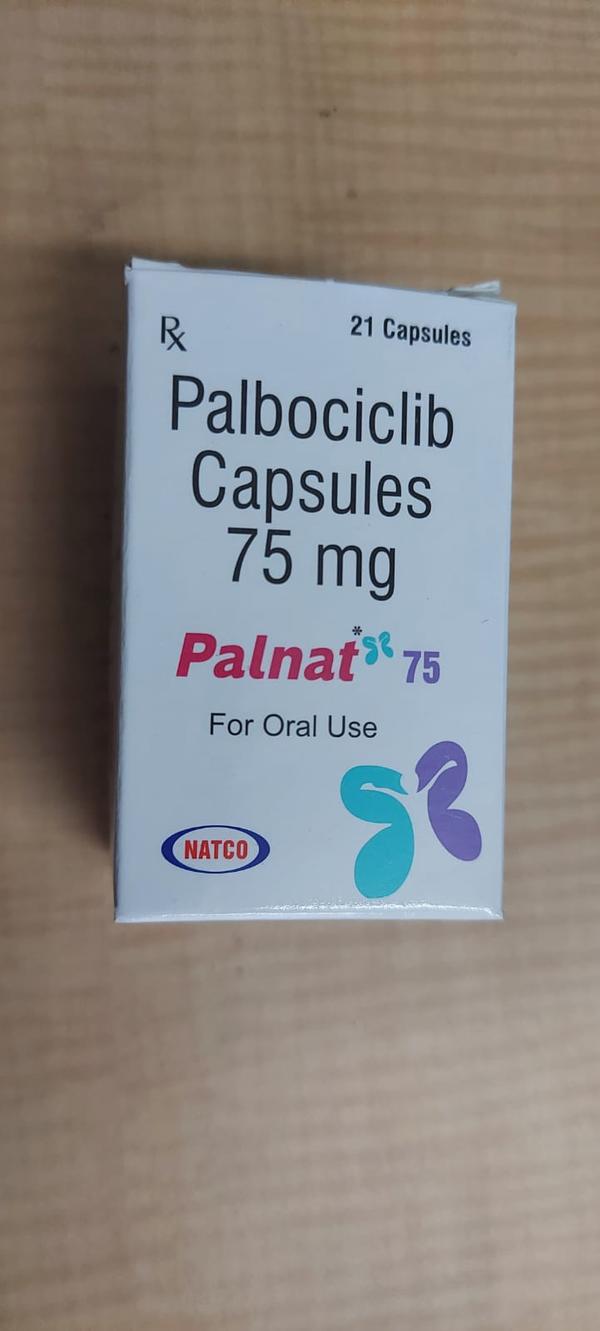 Rx
21 Capsules
Palbociclib
Capsules
75 mg
Palnat* 75
For Oral Use
NATCO